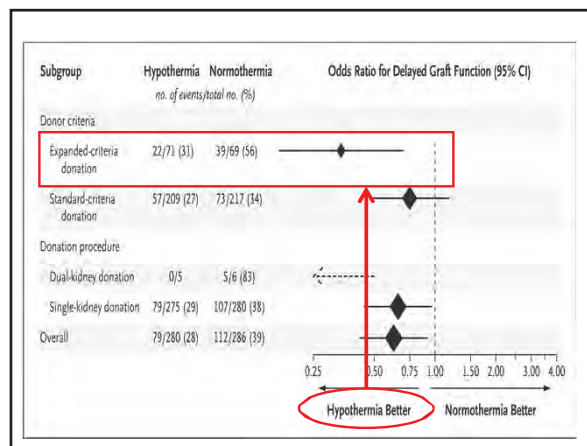 Subgroup Hypothermia Normothermia Odds Ratio for Delayed Graft Function (95% CI)
no. of events/total no. (%)
Donor criteria
Expanded-criteria donation 22/71 (31) 39/69 (56)
Standard-criteria donation 57/209 (27) 73/217 (34)
Donation procedure
Dual-kidney donation 0/5 5/6 (83)
Single-kidney donation 79/275 (29) 107/280 (38)
Overall 79/280 (28) 112/286 (39)
0.25 0.50 0.75 1.00 1.50 2.00 3.00 4.00
Hypothermia Better Normothermia Better